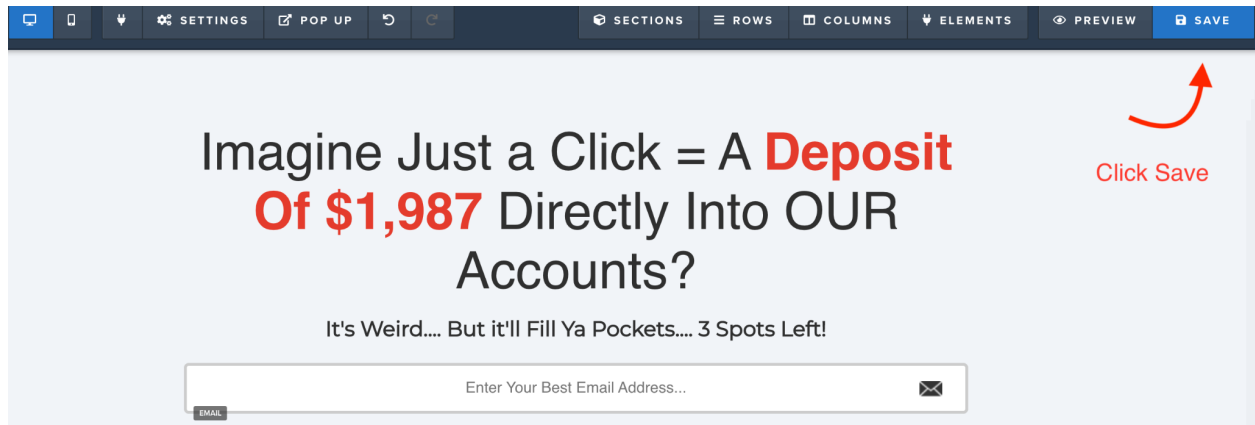 SETTINGS POP UP SECTIONS ROWS COLUMNS ELEMENTS PREVIEW SAVE
Imagine Just a Click = A Deposit
Of $1,987 Directly Into OUR
Accounts?
Click Save
It's Weird.... But it'll Fill Ya Pockets.... 3 Spots Left!
Enter Your Best Email Address...
EMAIL